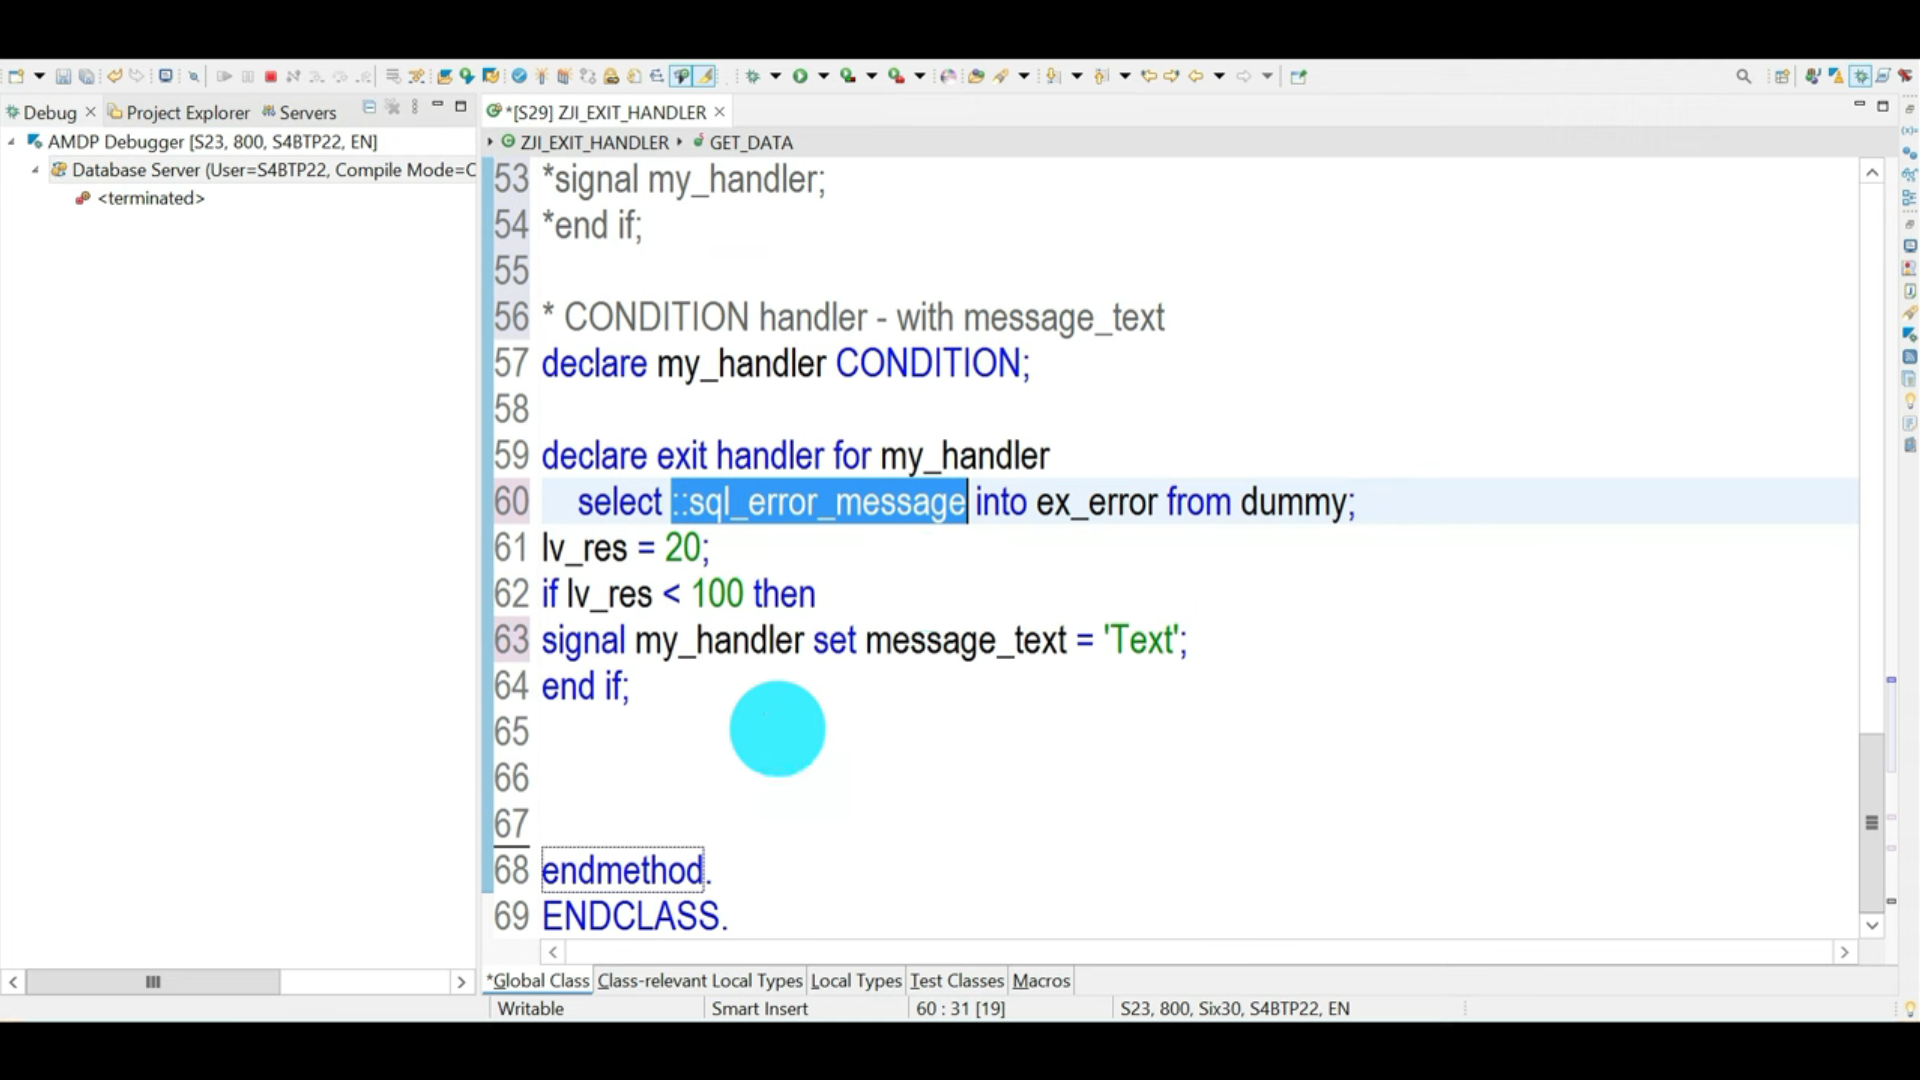 Debug
Project Explorer
Servers
*[S29] ZJI_EXIT_HANDLER
AMDP Debugger [S23, 800, S4BTP22, EN]
Database Server (User=S4BTP22, Compile Mode=C
<terminated>
ZJI_EXIT_HANDLER
GET_DATA
53 *signal my_handler;
54 *end if;
55
56 * CONDITION handler - with message_text
57 declare my_handler CONDITION;
58
59 declare exit handler for my_handler
60 select ::sql_error_message into ex_error from dummy;
61 lv_res = 20;
62 if lv_res < 100 then
63 signal my_handler set message_text = 'Text';
64 end if;
65
66
67
68 endmethod.
69 ENDCLASS.
*Global Class Class-relevant Local Types Local Types Test Classes Macros
Writable Smart Insert 60 : 31 [19] S23, 800, Six30, S4BTP22, EN